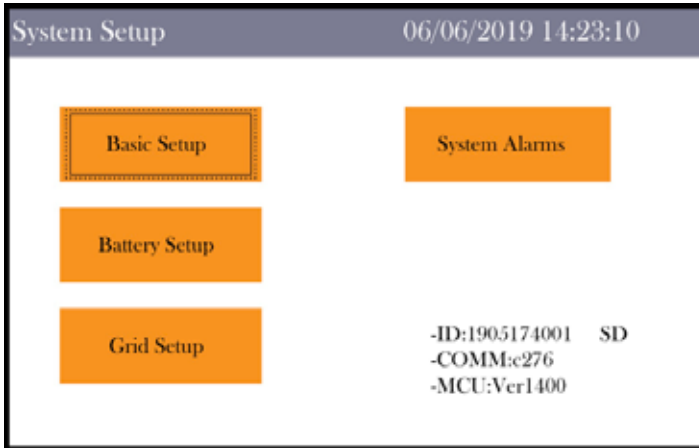 System Setup 06/06/2019 14:23:10
Basic Setup System Alarms
Battery Setup
Grid Setup
-ID:1905174001 SD
-COMM:c276
-MCU:Ver1400